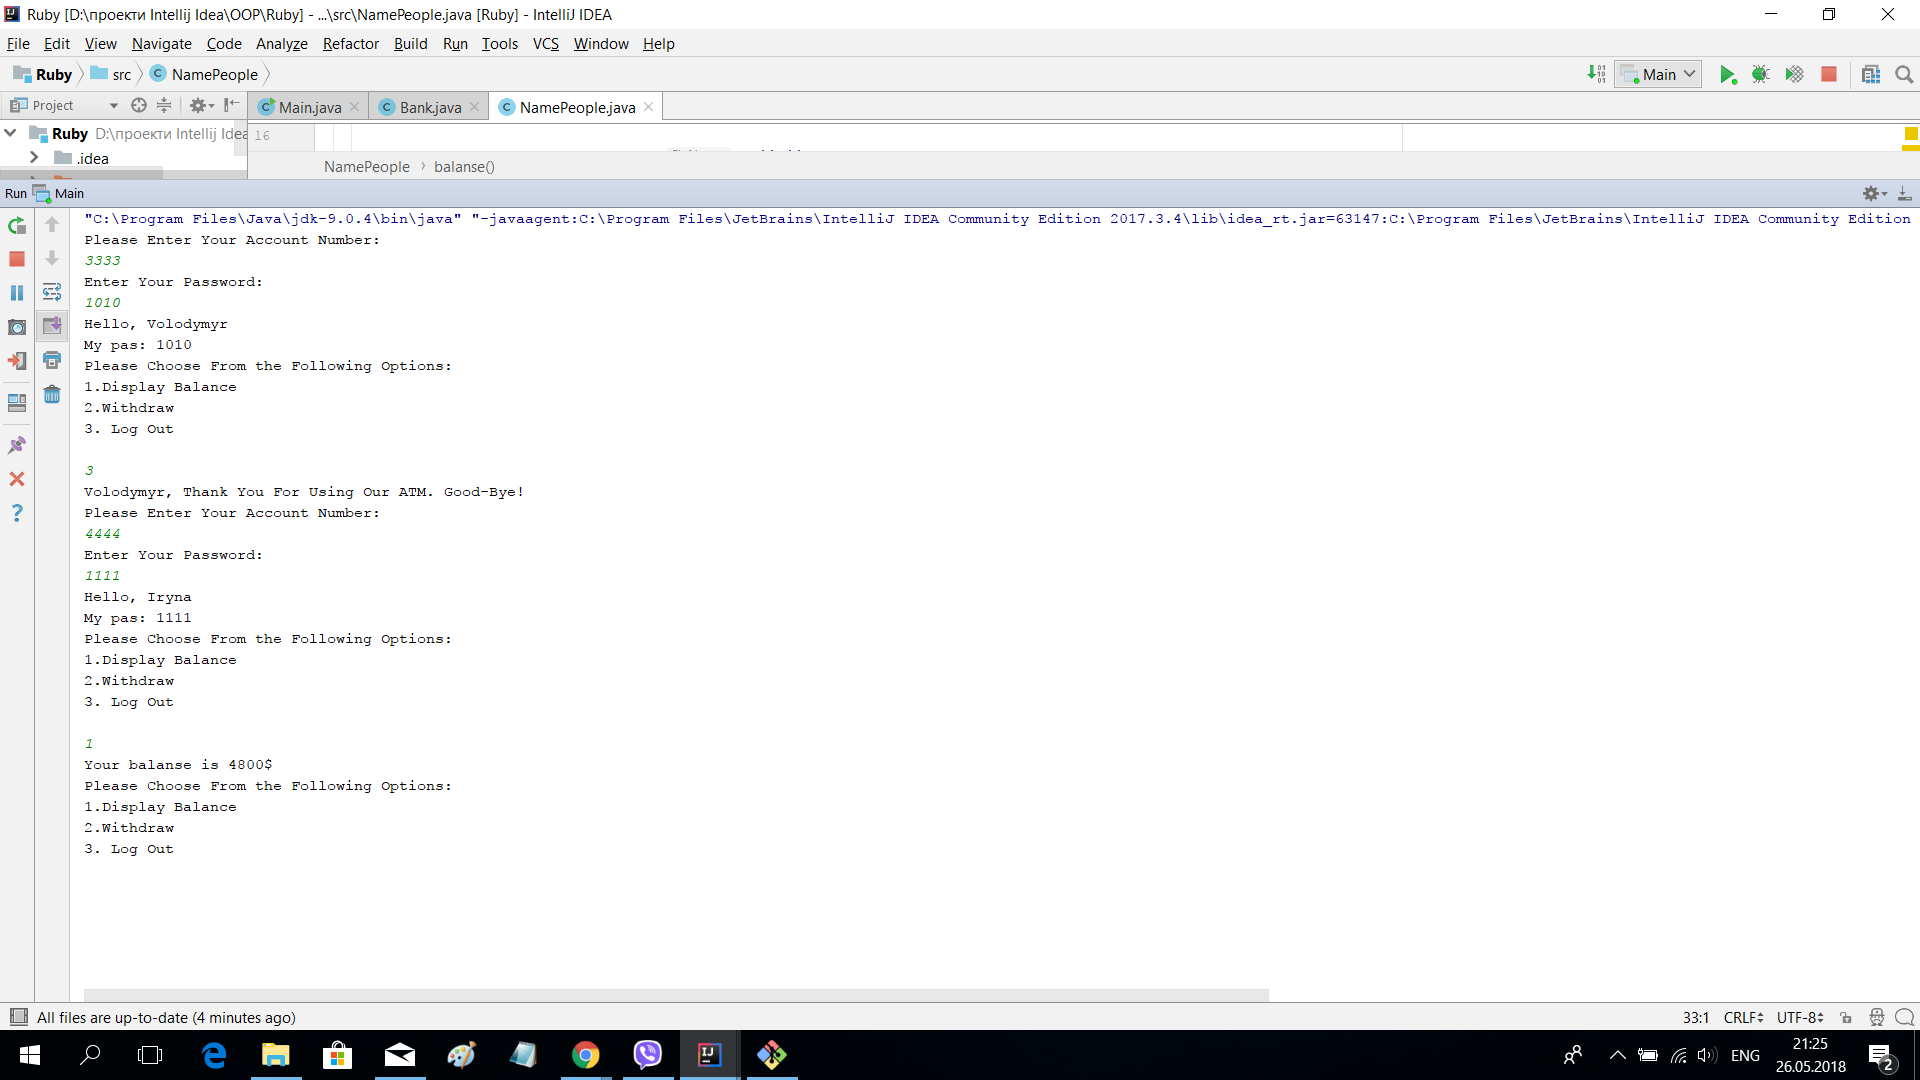 Ruby [D:\проекти Intellij Idea\OOP\Ruby] - ...\src\NamePeople.java [Ruby] - IntelliJ IDEA
File Edit View Navigate Code Analyze Refactor Build Run Tools VCS Window Help
Ruby src NamePeople Main
Project Main.java Bank.java NamePeople.java
Ruby D:\проекти Intellij Idea
16
.idea
NamePeople balanse()
Run Main
"C:\Program Files\Java\jdk-9.0.4\bin\java" "-javaagent:C:\Program Files\JetBrains\IntelliJ IDEA Community Edition 2017.3.4\lib\idea_rt.jar=63147:C:\Program Files\JetBrains\IntelliJ IDEA Community Edition
Please Enter Your Account Number:
3333
Enter Your Password:
1010
Hello, Volodymyr
My pas: 1010
Please Choose From the Following Options:
1.Display Balance
2.Withdraw
3. Log Out
3
Volodymyr, Thank You For Using Our ATM. Good-Bye!
Please Enter Your Account Number:
4444
Enter Your Password:
1111
Hello, Iryna
My pas: 1111
Please Choose From the Following Options:
1.Display Balance
2.Withdraw
3. Log Out
1
Your balanse is 4800$
Please Choose From the Following Options:
1.Display Balance
2.Withdraw
3. Log Out
All files are up-to-date (4 minutes ago) 33:1 CRLF UTF-8
ENG
21:25
26.05.2018
2